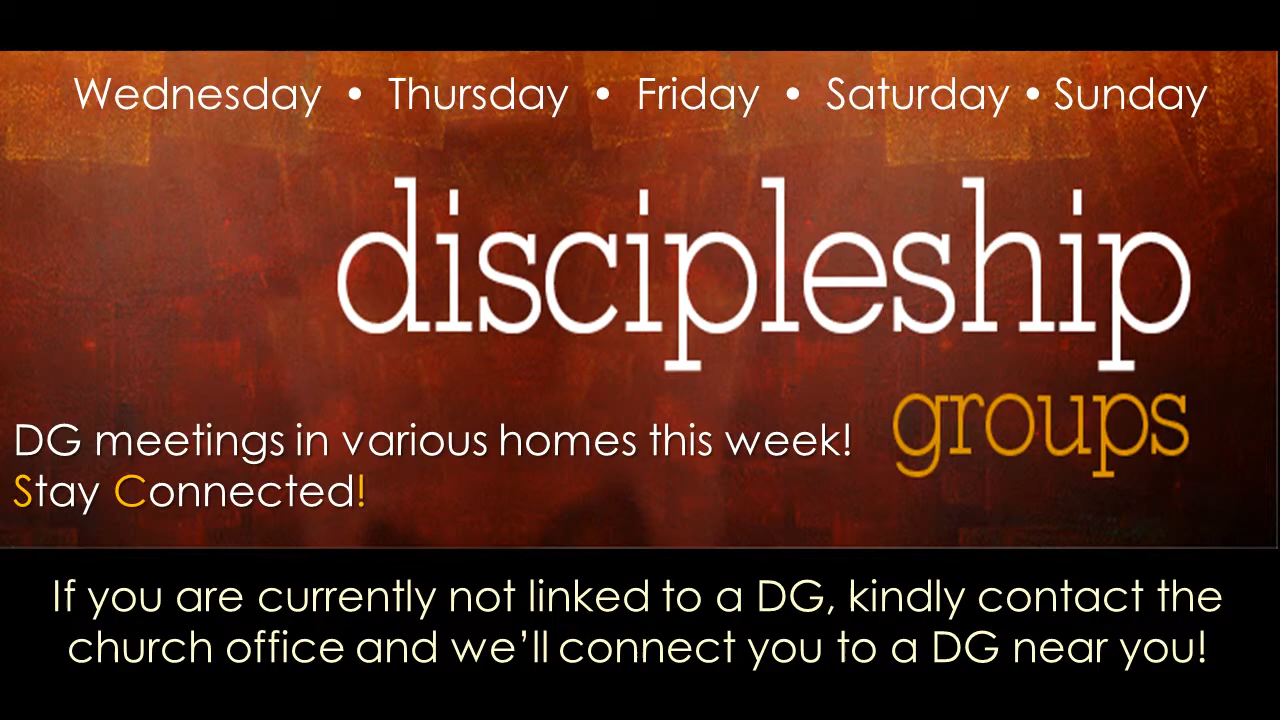 Wednesday • Thursday • Friday • Saturday • Sunday
discipleship
groups
DG meetings in various homes this week!
Stay Connected!
If you are currently not linked to a DG, kindly contact the
church office and we’ll connect you to a DG near you!